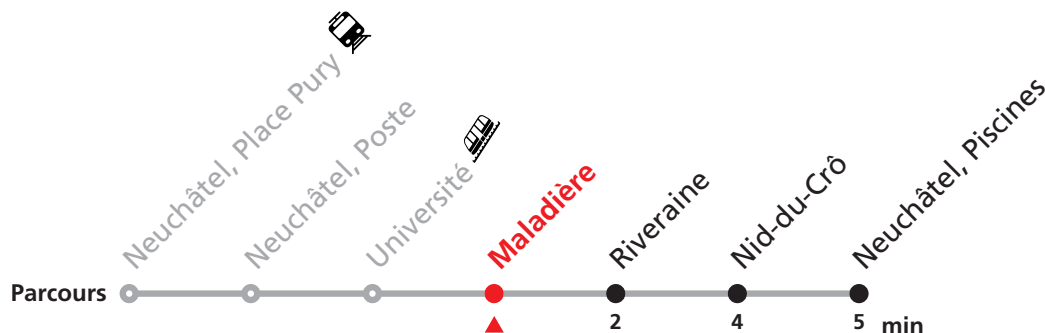 Neuchâtel, Place Pury
Neuchâtel, Poste
Université
Maladière
Riveraine
Nid-du-Crô
Neuchâtel, Piscines
Parcours
2 4 5 min